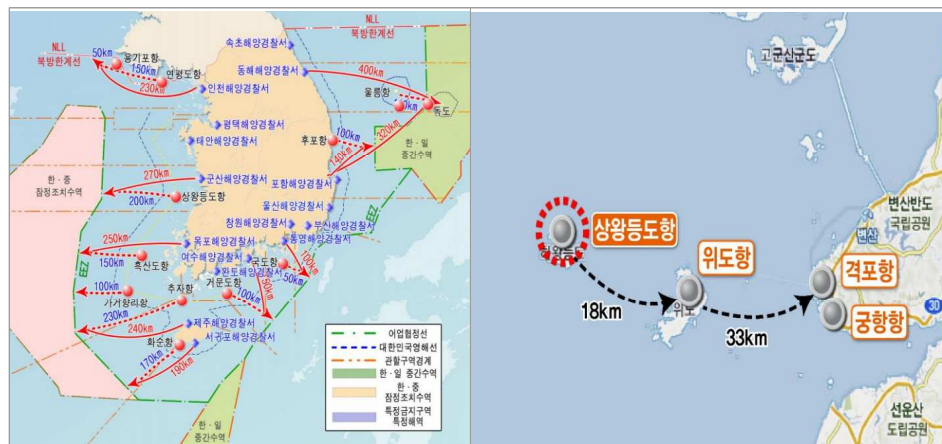 NLL
북방한계선
NLL
북방한계선
50km
용기포항
150km
연평도항
230km
인천해양경찰서
속초해양경찰서
동해해양경찰서
400km
울릉항
독도
평택해양경찰서
태안해양경찰서
후포항
100km
320km
140km
한·일
중간수역
한·중
잠정조치수역
270km
군산해양경찰서
상왕등도항
200km
포항해양경찰서
울산해양경찰서
창원해양경찰서
부산해양경찰서
통영해양경찰서
EEZ
250km
목포해양경찰서
여수해양경찰서
국도항
100km
50km
150km
흑산도항
완도해양경찰서
EEZ
100km
가거향리항
추자항
거문도항
100km
230km
240km
제주해양경찰서
서귀포해양경찰서
화순항
170km
190km
한·일
중간수역
어업협정선
대한민국영해선
관할구역경계
한·일 중간수역
한·중
잠정조치수역
특정금지구역
특정해역
고군산군도
상왕등도항
위도항
위도
18km
33km
변산반도
국립공원
변산
격포항
궁항항
30
선운산
도립공원